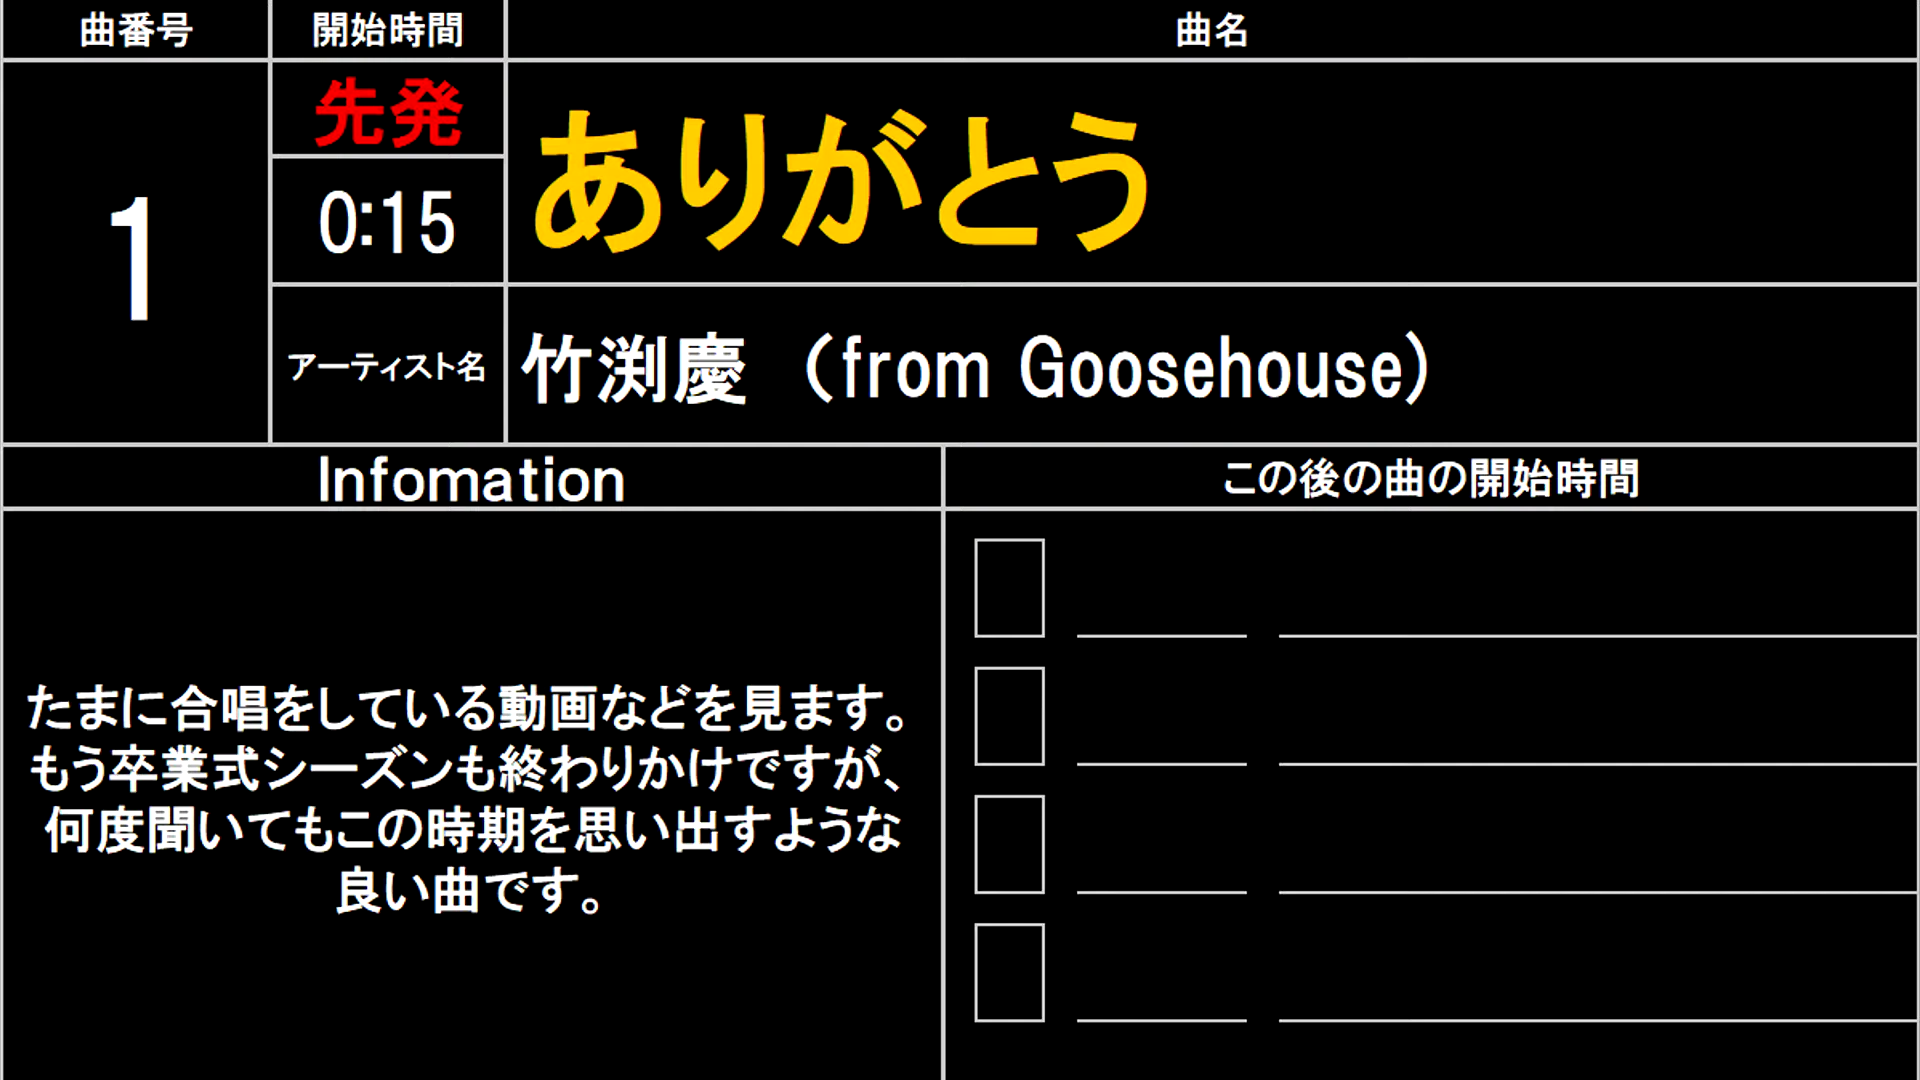 曲番号 開始時間 曲名
1
先発
0:15
ありがとう
アーティスト名
竹渕慶 （from Goosehouse）
Infomation
たまに合唱をしている動画などを見ます。
もう卒業式シーズンも終わりかけですが、
何度聞いてもこの時期を思い出すような
良い曲です。
この後の曲の開始時間